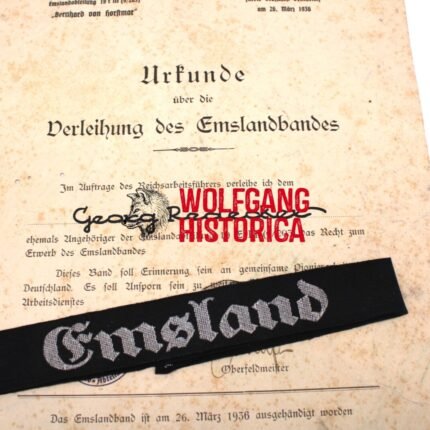 "Bernhard von Horstmar"
am 26. März 1936
Urkunde
über die
Verleihung des Emslandbandes
Im Auftrage des Reichsarbeitsführers verleihe ich dem
Georg
WOLFGANG
HISTORICA
ehemals Angehöriger der das Recht zum
Erwerb des Emslandbandes
Dieses Band soll Erinnerung sein an gemeinsame
Deutschland. Es soll Ansporn sein zu
Arbeitsdienstes
Emsland
Oberfeldmeister
Das Emslandband ist am 26. März 1936 ausgehändigt worden